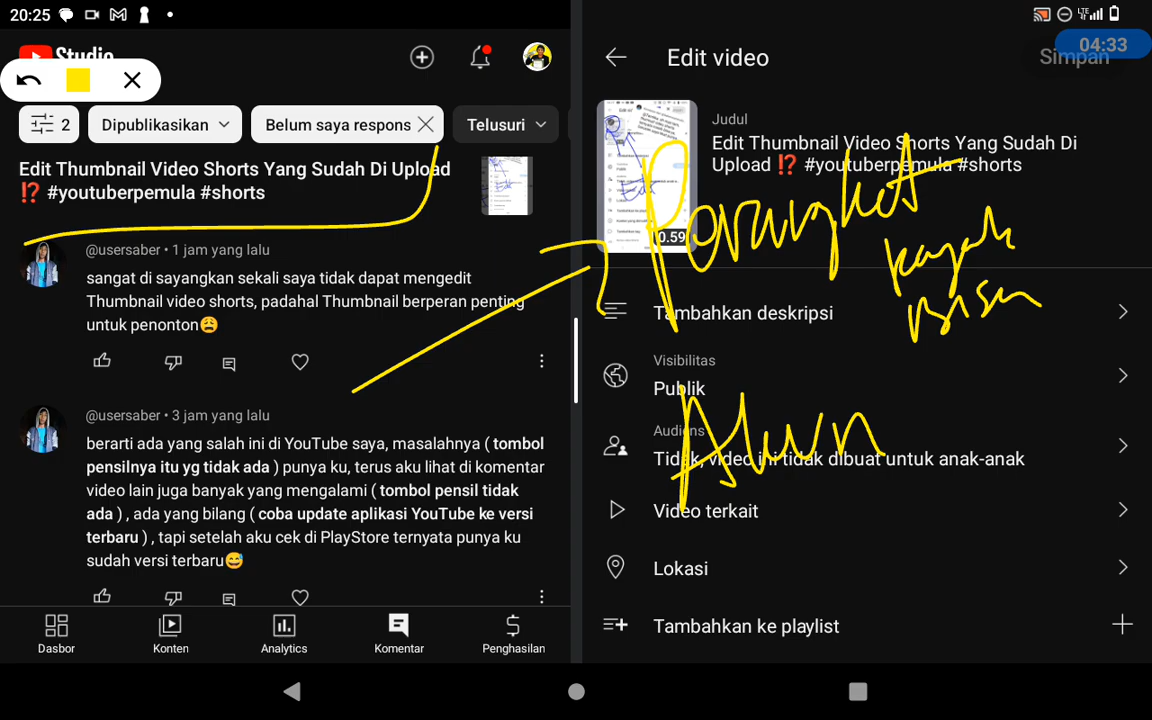 20:25
LTE
04:33
Studio
2
Dipublikasikan
Belum saya respons
Telusuri
Edit Thumbnail Video Shorts Yang Sudah Di Upload
⁉️ #youtuberpemula #shorts
@usersaber • 1 jam yang lalu
sangat di sayangkan sekali saya tidak dapat mengedit
Thumbnail video shorts, padahal Thumbnail berperan penting
untuk penonton😩
@usersaber • 3 jam yang lalu
berarti ada yang salah ini di YouTube saya, masalahnya ( tombol
pensilnya itu yg tidak ada ) punya ku, terus aku lihat di komentar
video lain juga banyak yang mengalami ( tombol pensil tidak
ada ) , ada yang bilang ( coba update aplikasi YouTube ke versi
terbaru ) , tapi setelah aku cek di PlayStore ternyata punya ku
sudah versi terbaru😅
Dasbor
Konten
Analytics
Komentar
Penghasilan
Edit video
Simpan
Judul
Edit Thumbnail Video Shorts Yang Sudah Di
Upload ⁉️ #youtuberpemula #shorts
0.59
Perangkat
Tambahkan deskripsi
Visibilitas
Publik
Akun
Audiens
Tidak, video ini tidak dibuat untuk anak-anak
Video terkait
Lokasi
Tambahkan ke playlist